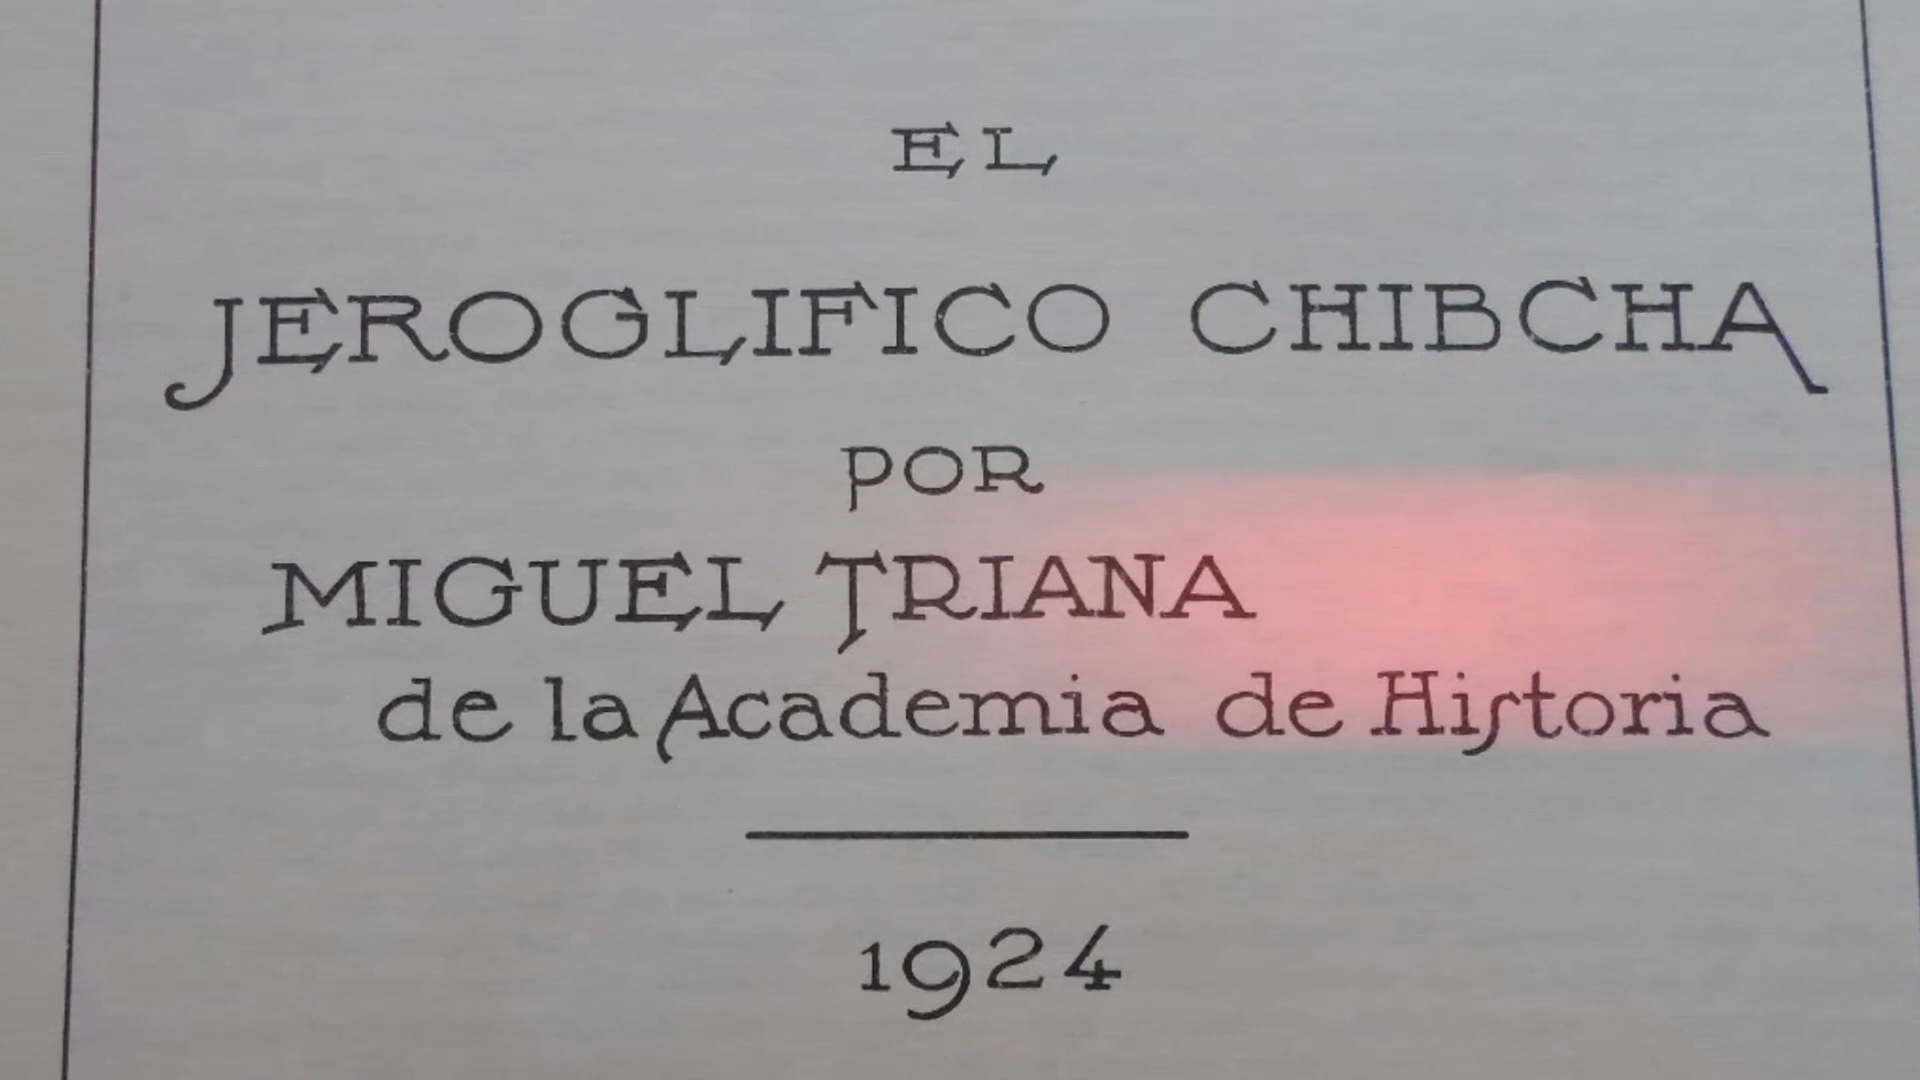 EL
JEROGLIFICO CHIBCHA
POR
MIGUEL TRIANA
de la Academia de Historia
1924